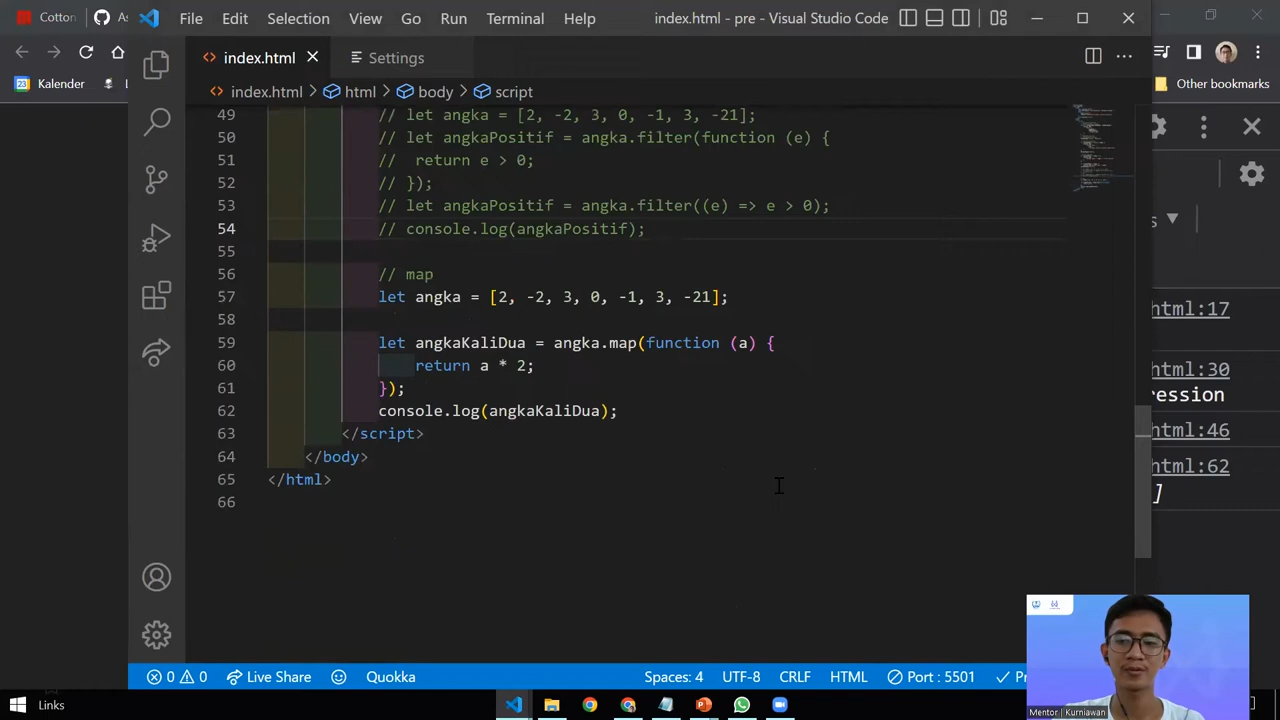 Cotton
As
File Edit Selection View Go Run Terminal Help
index.html - pre - Visual Studio Code
Kalender
L
Other bookmarks
index.html Settings
index.html > html > body > script
49 // let angka = [2, -2, 3, 0, -1, 3, -21];
50 // let angkaPositif = angka.filter(function (e) {
51 //  return e > 0;
52 // });
53 // let angkaPositif = angka.filter((e) => e > 0);
54 // console.log(angkaPositif);
55
56 // map
57 let angka = [2, -2, 3, 0, -1, 3, -21];
58
59 let angkaKaliDua = angka.map(function (a) {
60 return a * 2;
61 });
62 console.log(angkaKaliDua);
63 </script>
64 </body>
65 </html>
66
s
html:17
html:30
ression
html:46
html:62
]
0 0 Live Share Quokka Spaces: 4 UTF-8 CRLF HTML Port : 5501
Mentor | Kurniawan
Links